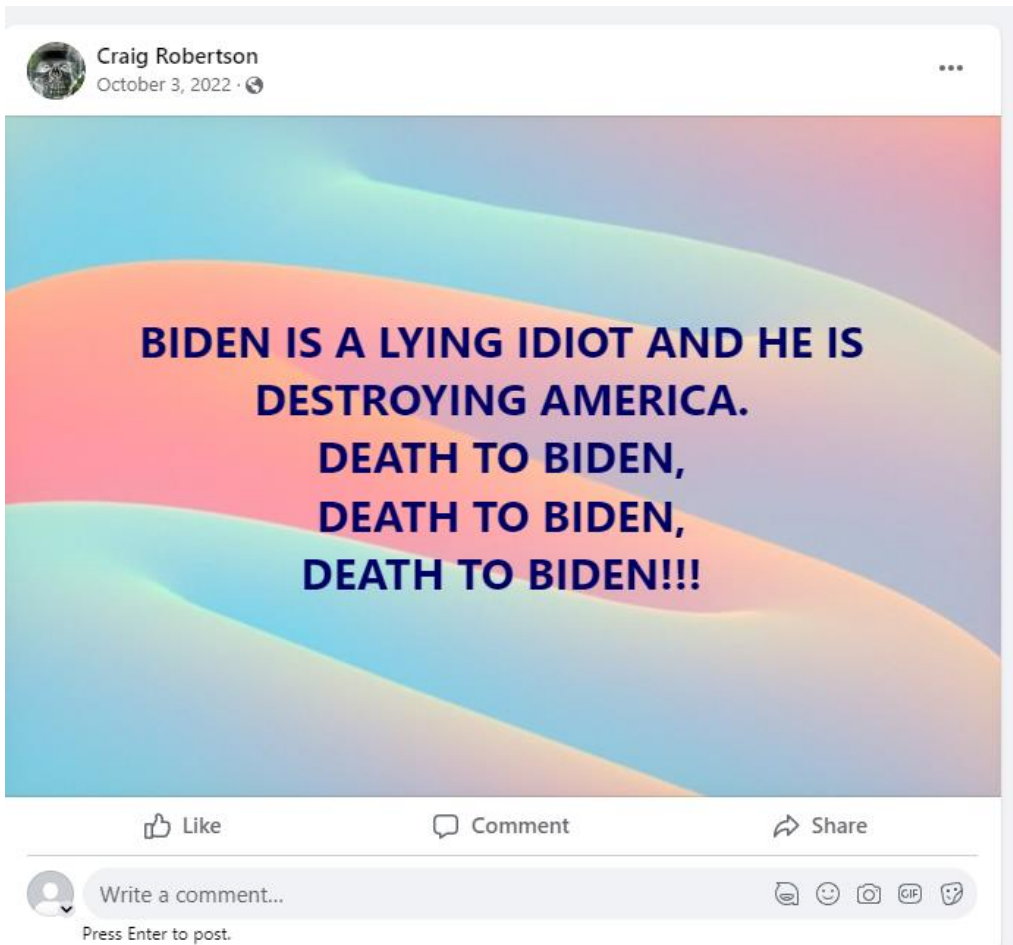 Craig Robertson
October 3, 2022 ·
BIDEN IS A LYING IDIOT AND HE IS
DESTROYING AMERICA.
DEATH TO BIDEN,
DEATH TO BIDEN,
DEATH TO BIDEN!!!
Like Comment Share
Write a comment... GIF
Press Enter to post.